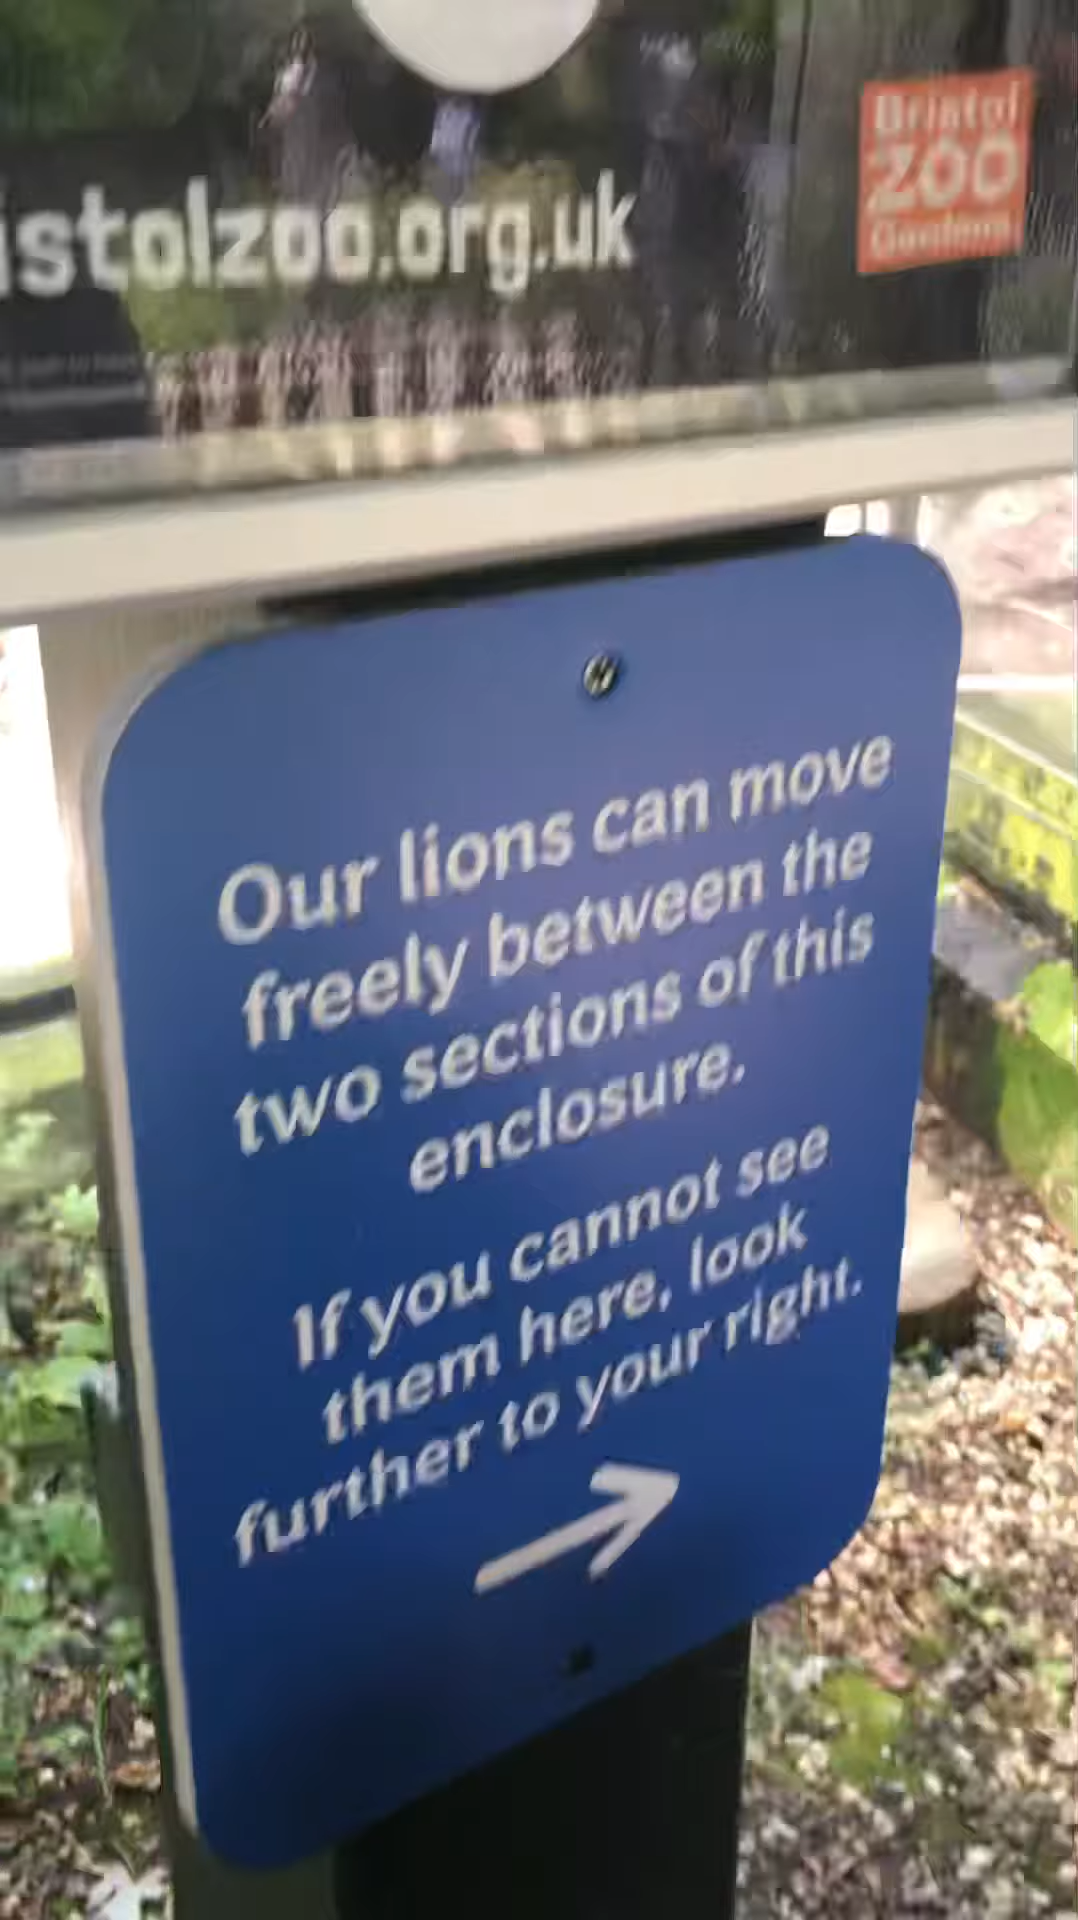 istolzoo.org.uk
Bristol
ZOO
Gardens
Our lions can move
freely between the
two sections of this
enclosure.
If you cannot see
them here, look
further to your right.